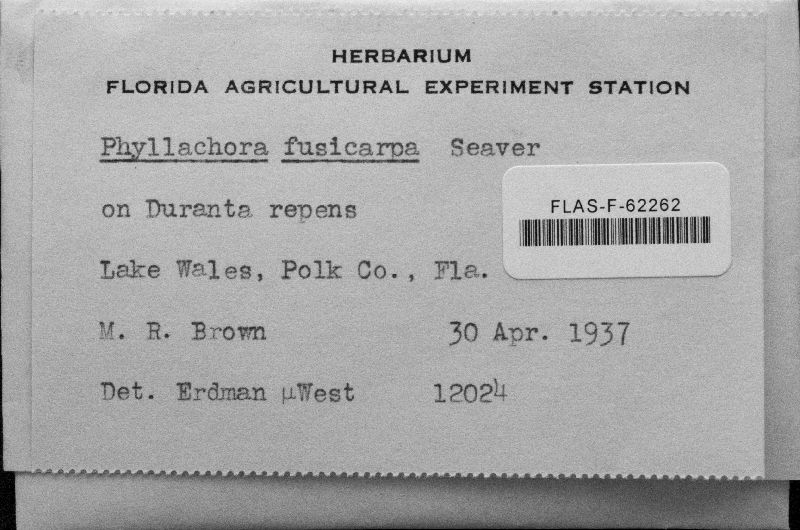 HERBARIUM
FLORIDA AGRICULTURAL EXPERIMENT STATION
Phyllachora fusicarpa Seaver
FLAS-F-62262
on Duranta repens
Lake Wales, Polk Co., Fla.
M. R. Brown 30 Apr. 1937
Det. Erdman µWest 12024